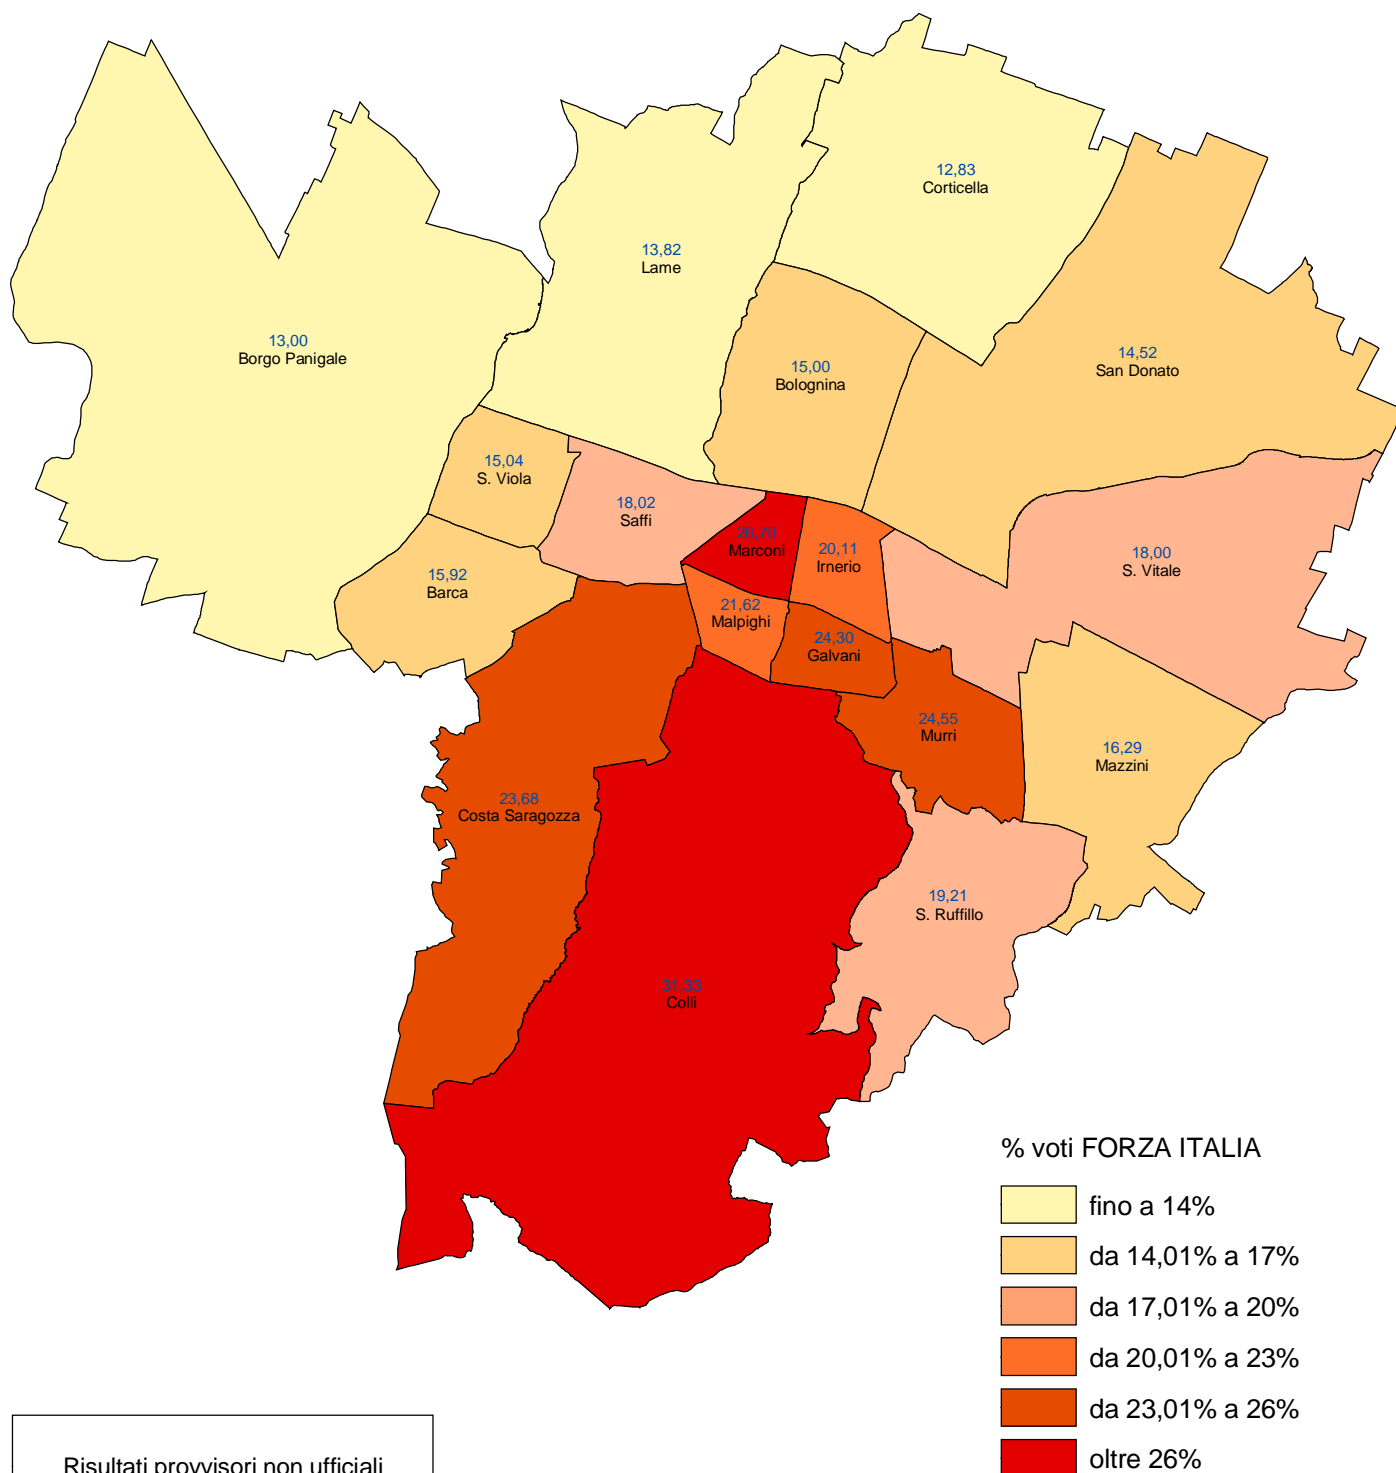 12,83
Corticella
13,82
Lame
13,00
Borgo Panigale
15,00
Bolognina
14,52
San Donato
15,04
S. Viola
18,02
Saffi
26,70
Marconi
20,11
Irnerio
18,00
S. Vitale
15,92
Barca
21,62
Malpighi
24,30
Galvani
24,55
Murri
16,29
Mazzini
23,68
Costa Saragozza
19,21
S. Ruffillo
31,33
Colli
% voti FORZA ITALIA
fino a 14%
da 14,01% a 17%
da 17,01% a 20%
da 20,01% a 23%
da 23,01% a 26%
oltre 26%
Risultati provvisori non ufficiali